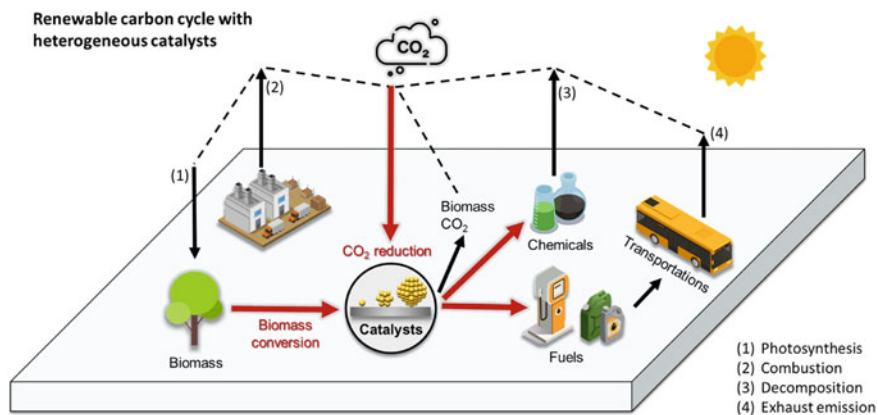 Renewable carbon cycle with
heterogeneous catalysts
CO₂
(2)
(3)
(4)
(1)
Biomass
CO₂
Chemicals
Transportations
CO₂ reduction
Catalysts
Biomass
conversion
Biomass
Fuels
(1) Photosynthesis
(2) Combustion
(3) Decomposition
(4) Exhaust emission